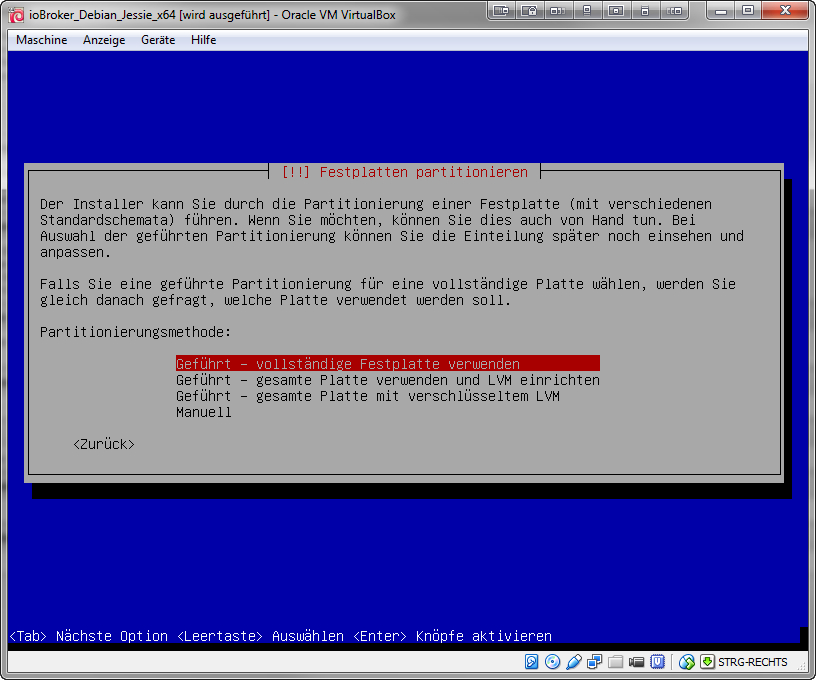 ioBroker_Debian_Jessie_x64 [wird ausgeführt] - Oracle VM VirtualBox
Maschine Anzeige Geräte Hilfe
[!!] Festplatten partitionieren
Der Installer kann Sie durch die Partitionierung einer Festplatte (mit verschiedenen
Standardschemata) führen. Wenn Sie möchten, können Sie dies auch von Hand tun. Bei
Auswahl der geführten Partitionierung können Sie die Einteilung später noch einsehen und
anpassen.
Falls Sie eine geführte Partitionierung für eine vollständige Platte wählen, werden Sie
gleich danach gefragt, welche Platte verwendet werden soll.
Partitionierungsmethode:
Geführt – vollständige Festplatte verwenden
Geführt – gesamte Platte verwenden und LVM einrichten
Geführt – gesamte Platte mit verschlüsseltem LVM
Manuell
<Zurück>
<Tab> Nächste Option <Leertaste> Auswählen <Enter> Knöpfe aktivieren
STRG-RECHTS